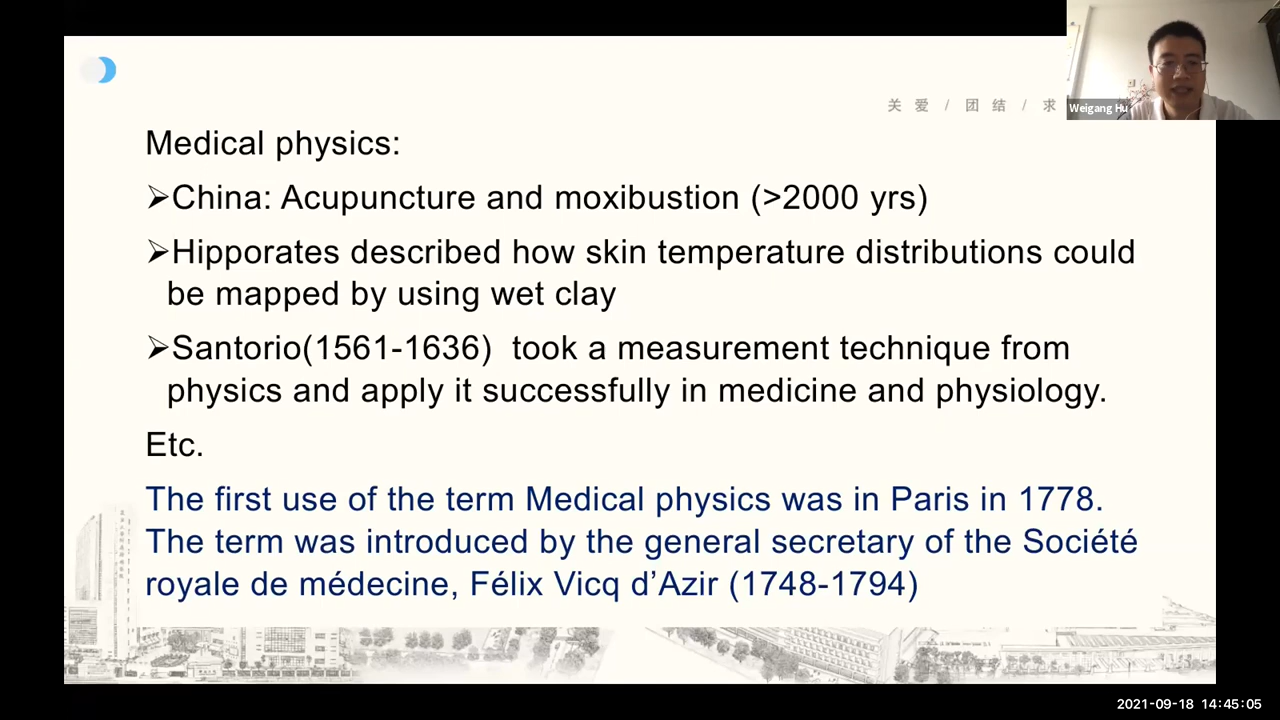 关 爱 / 团 结 / 求
Weigang Hu
Medical physics:
➢China: Acupuncture and moxibustion (>2000 yrs)
➢Hipporates described how skin temperature distributions could
be mapped by using wet clay
➢Santorio(1561-1636) took a measurement technique from
physics and apply it successfully in medicine and physiology.
Etc.
The first use of the term Medical physics was in Paris in 1778.
The term was introduced by the general secretary of the Société
royale de médecine, Félix Vicq d’Azir (1748-1794)
2021-09-18 14:45:05